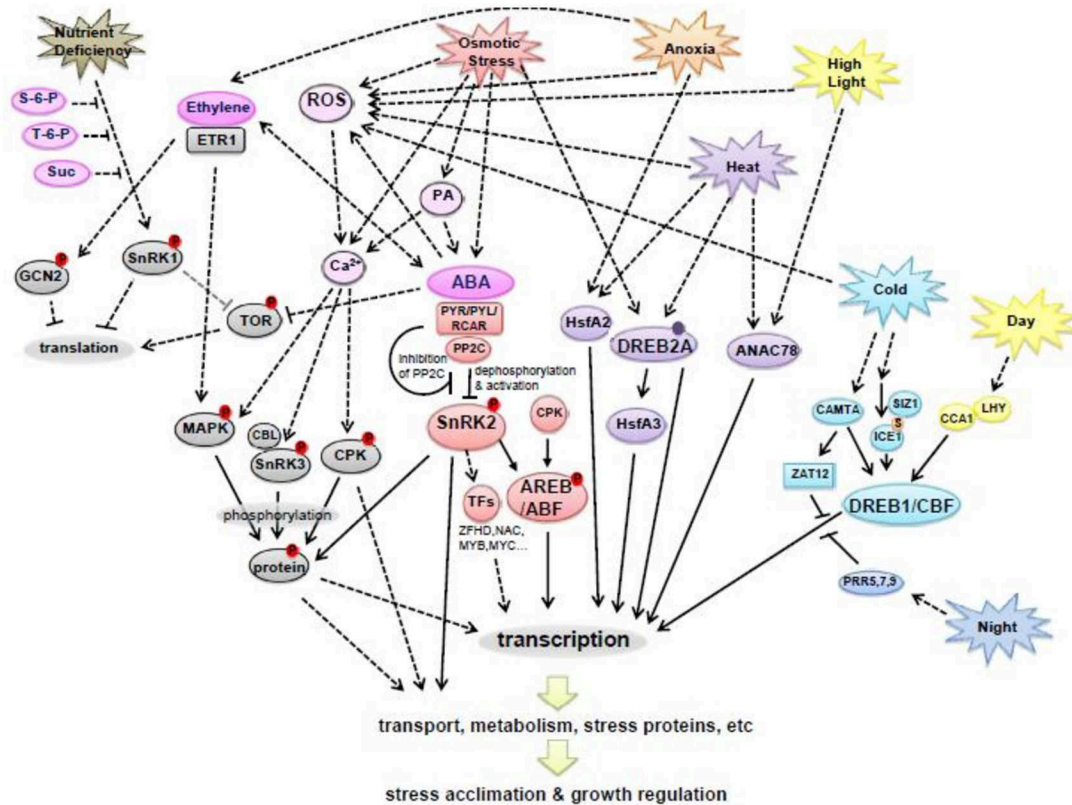 Nutrient
Deficiency
Osmotic
Stress
Anoxia
High
Light
S-6-P
T-6-P
Suc
Ethylene
ETR1
ROS
Heat
PA
GCN2
P
SnRK1
P
Ca²⁺
ABA
Cold
Day
TOR
P
PYR/PYL/
RCAR
PP2C
HsfA2
DREB2A
ANAC78
translation
inhibition
of PP2C
dephosphorylation
& activation
MAPK
P
CBL
SnRK3
P
CPK
P
SnRK2
P
CPK
HsfA3
CAMTA
SIZ1
S
ICE1
CCA1
LHY
ZAT12
DREB1/CBF
TFs
AREB
/ABF
P
phosphorylation
ZFHD,NAC,
MYB,MYC...
protein
P
PRR5,7,9
transcription
Night
transport, metabolism, stress proteins, etc
stress acclimation & growth regulation